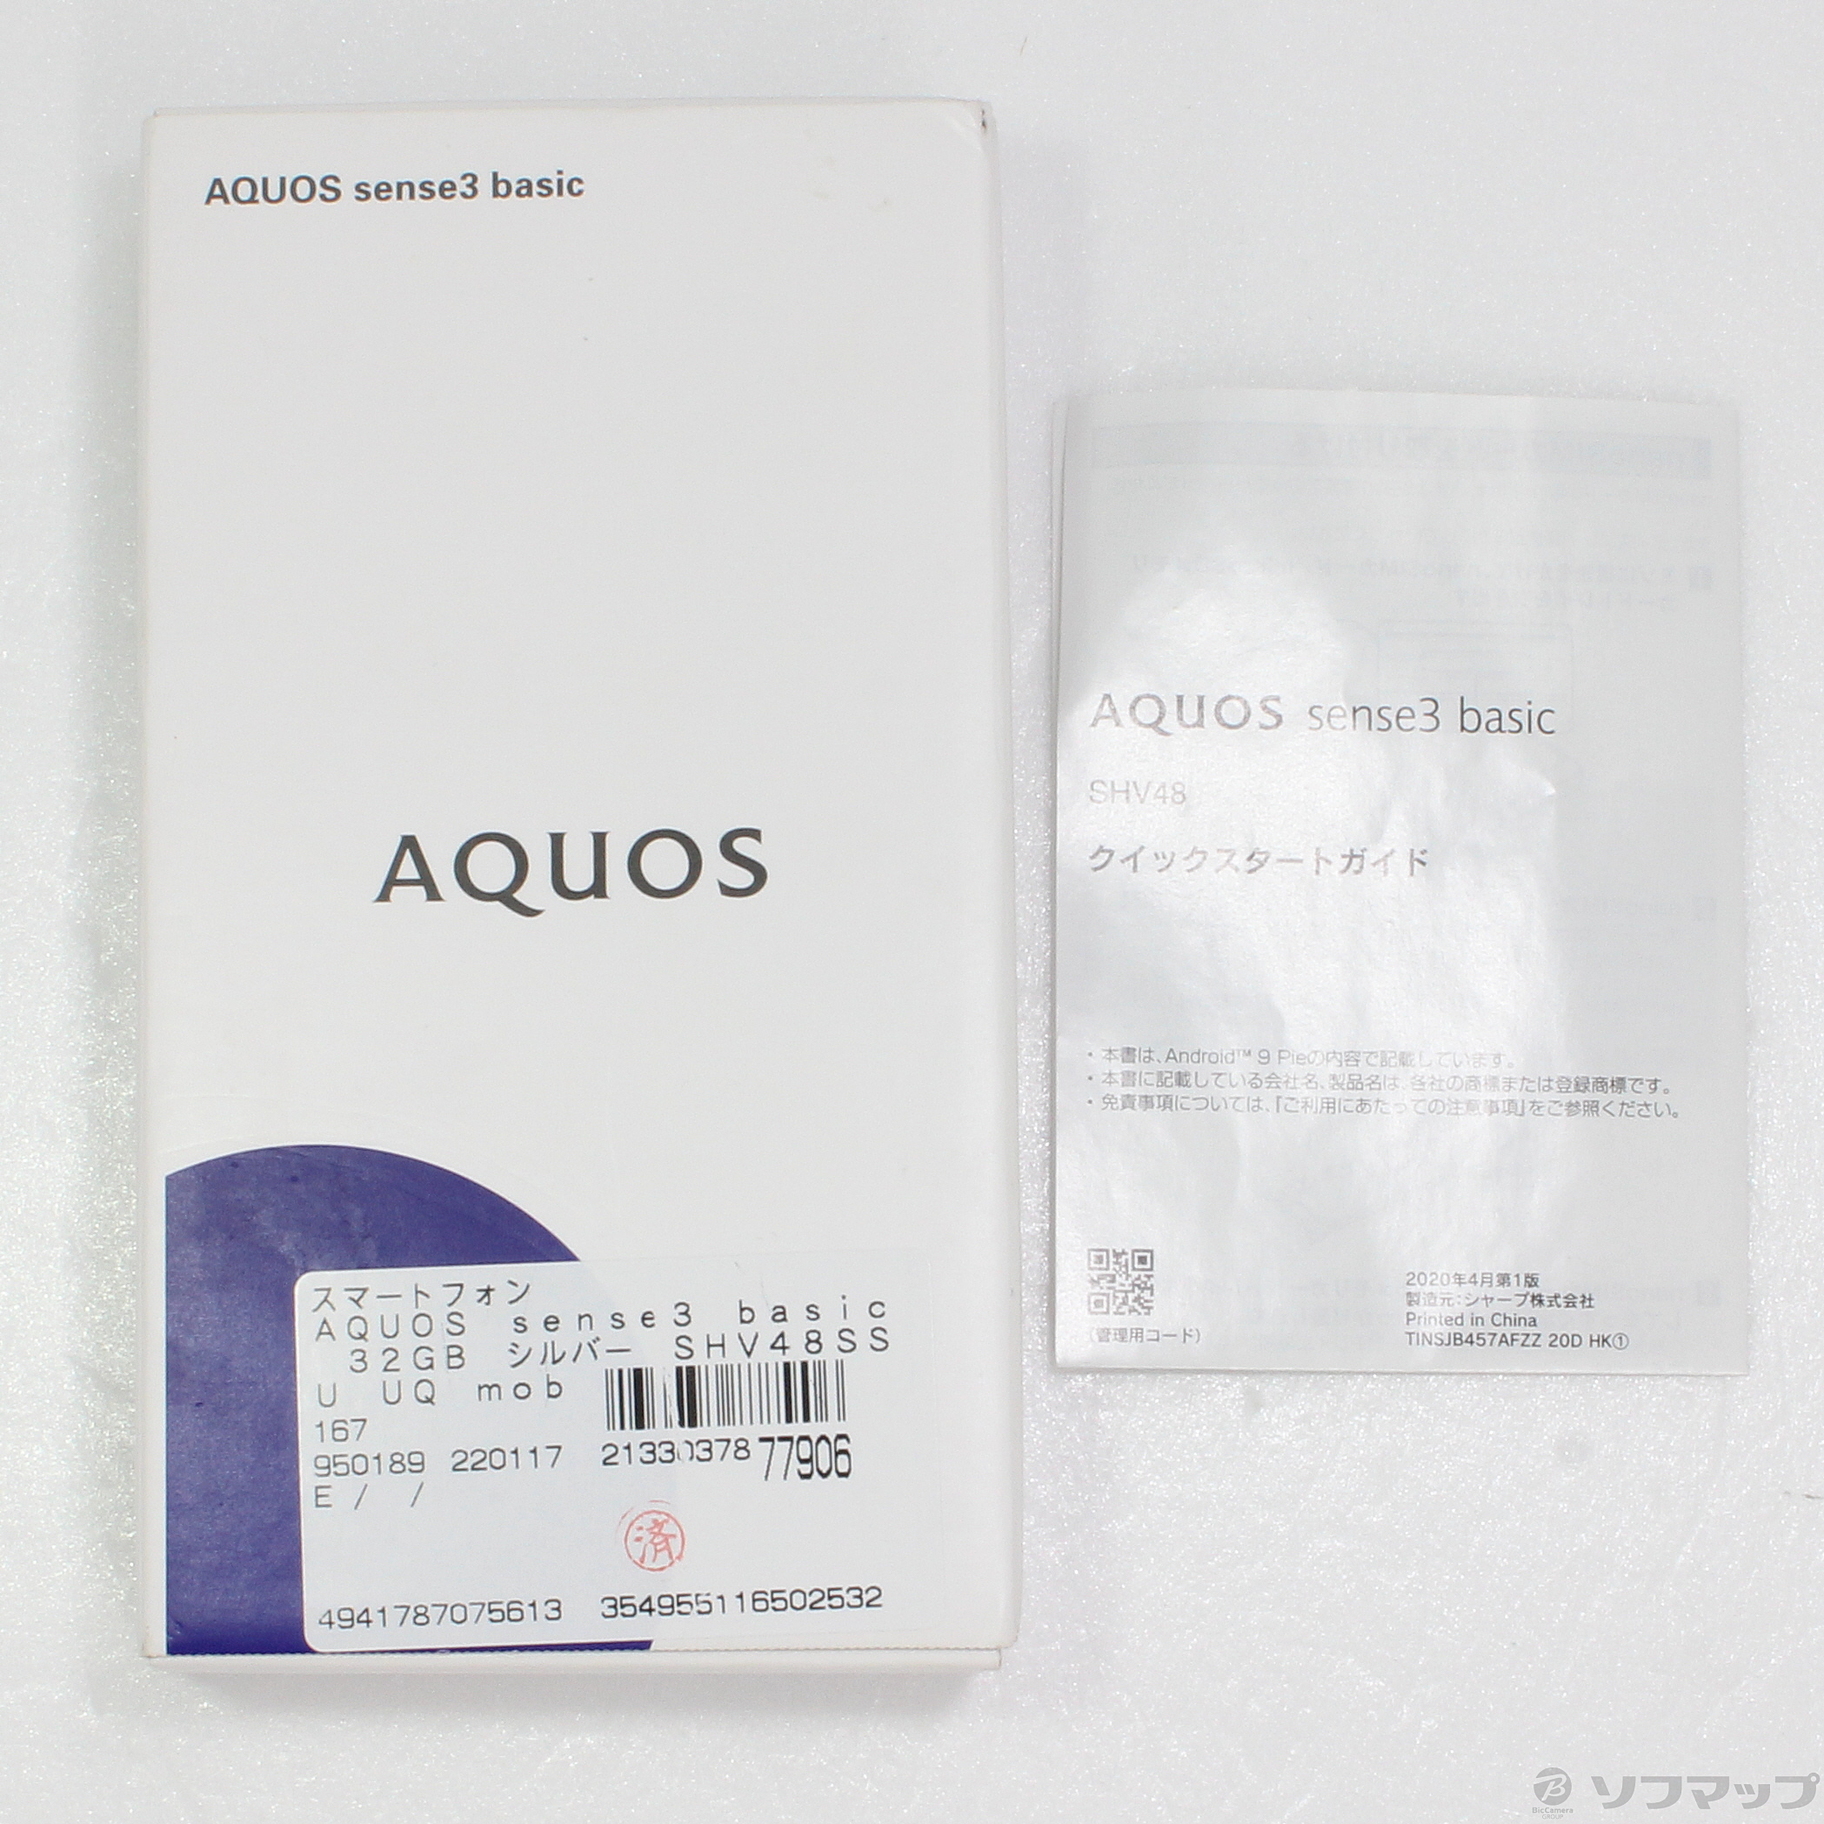 AQUOS sense3 basic
AQUOS
スマートフォン
AQUOS sense3 basic
32GB シルバー SHV48SS
U UQ mob
167
950189 220117 21330378 77906
E / /
済
4941787075613 354955116502532
AQUOS sense3 basic
SHV48
クイックスタートガイド
・本書は、Android™ 9 Pieの内容で記載しています。
・本書に記載している会社名、製品名は、各社の商標または登録商標です。
・免責事項については、「ご利用にあたっての注意事項」をご参照ください。
(管理用コード)
2020年4月第1版
製造元:シャープ株式会社
Printed in China
TINSJB457AFZZ 20D HK①
BicCamera
GROUP
ソフマップ